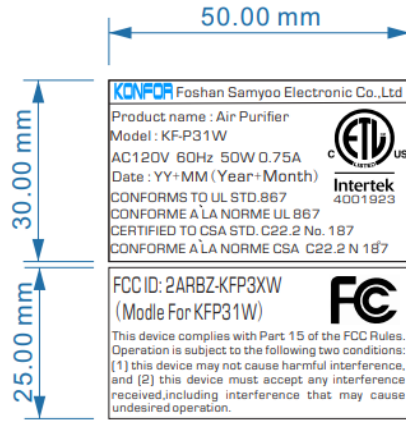 50.00 mm
30.00 mm
KONFOR Foshan Samyoo Electronic Co.,Ltd
Product name : Air Purifier
Model : KF-P31W
AC120V 60Hz 50W 0.75A
Date : YY+MM (Year+Month)
CONFORMS TO UL STD.867
CONFORME À LA NORME UL 867
CERTIFIED TO CSA STD. C22.2 No. 187
CONFORME À LA NORME CSA C22.2 N°187
C ETL US
LISTED
Intertek
4001923
25.00 mm
FCC ID: 2ARBZ-KFP3XW
(Modle For KFP31W)
FC
This device complies with Part 15 of the FCC Rules.
Operation is subject to the following two conditions:
(1) this device may not cause harmful interference,
and (2) this device must accept any interference
received,including interference that may cause
undesired operation.